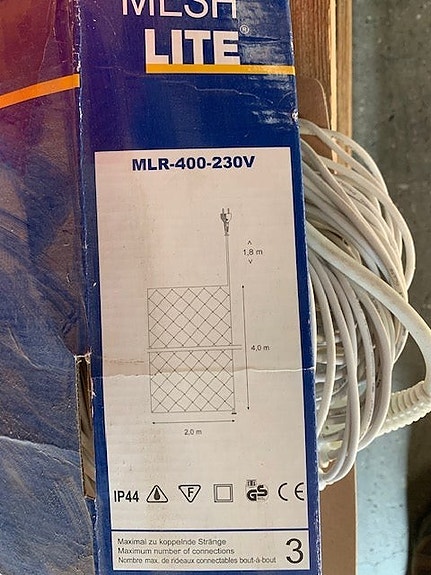 MESH
LITE®
MLR-400-230V
1,8 m
4,0 m
2,0 m
IP44
F
GS
CE
Maximal zu koppelnde Stränge
Maximum number of connections
Nombre max. de rideaux connectables bout-à-bout
3